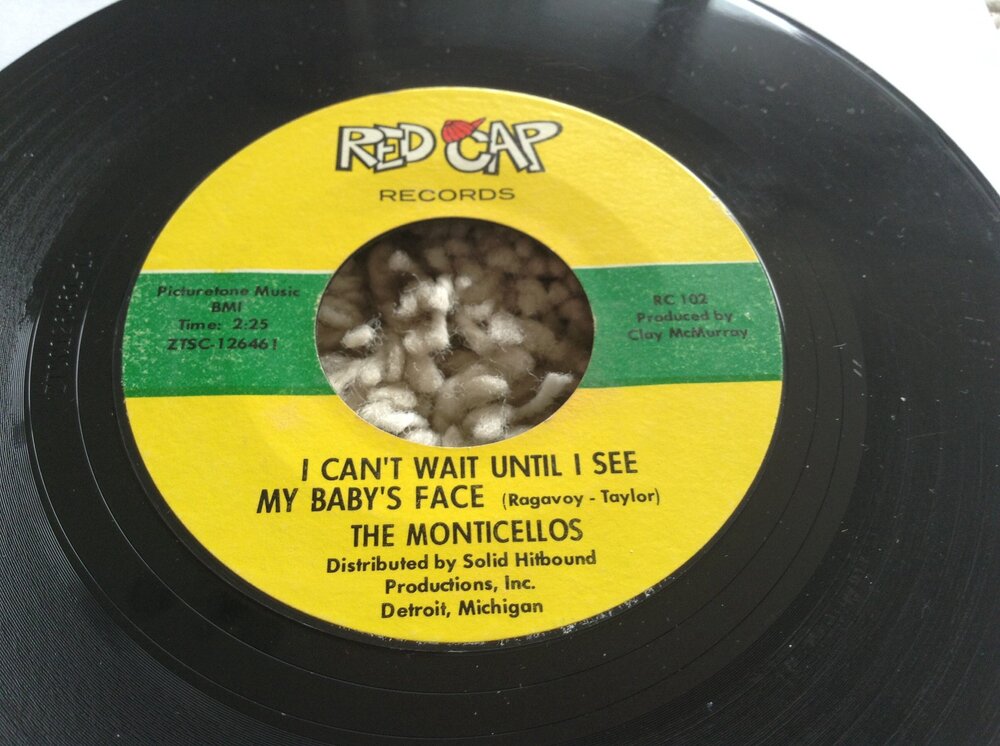 RED CAP
RECORDS
Picturetone Music
BMI
Time: 2:25
ZTSC-126461
RC 102
Produced by
Clay McMurray
I CAN'T WAIT UNTIL I SEE
MY BABY'S FACE (Ragavoy - Taylor)
THE MONTICELLOS
Distributed by Solid Hitbound
Productions, Inc.
Detroit, Michigan